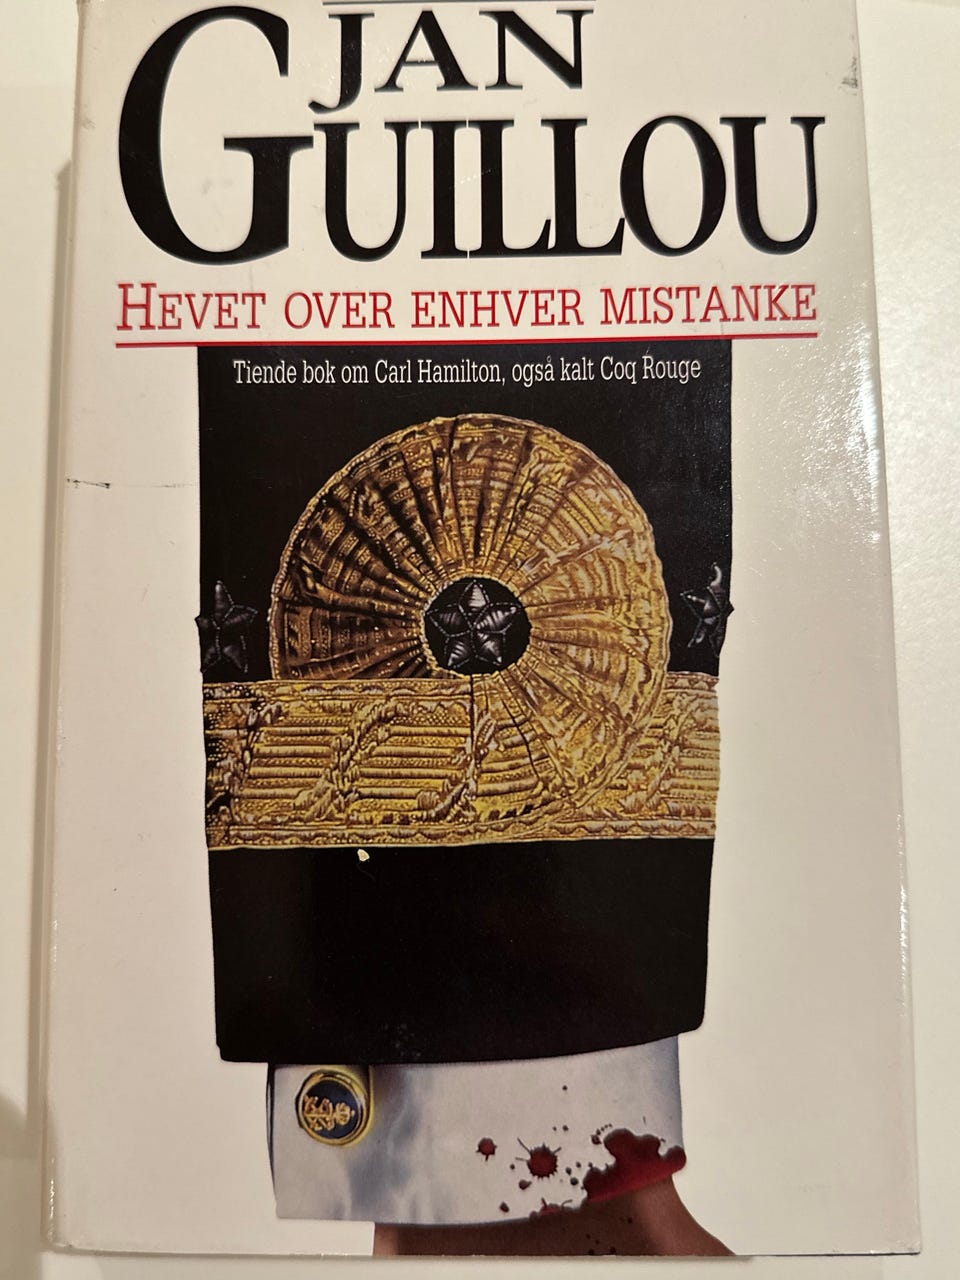 JAN
GUILLOU
HEVET OVER ENHVER MISTANKE
Tiende bok om Carl Hamilton, også kalt Coq Rouge